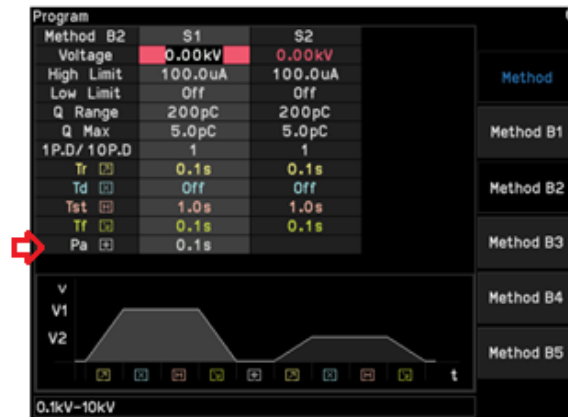 Program
Method B2 S1 S2
Voltage 0.00kV 0.00kV
High Limit 100.0uA 100.0uA
Low Limit Off Off
Q Range 200pC 200pC
Q Max 5.0pC 5.0pC
1P.D/10P.D 1 1
Tr 0.1s 0.1s
Td Off Off
Tst 1.0s 1.0s
Tf 0.1s 0.1s
Pa 0.1s
Method
Method B1
Method B2
Method B3
Method B4
Method B5
v
V1
V2
t
0.1kV-10kV